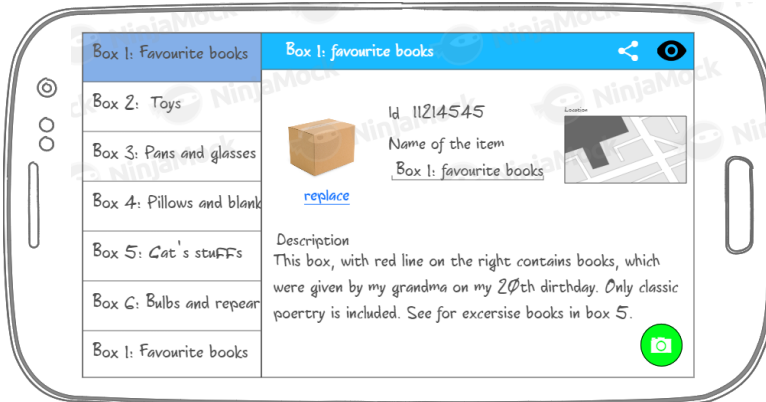 NinjaMock
Box 1: Favourite books
Box 2: Toys
Box 3: Pans and glasses
Box 4: Pillows and blank
Box 5: Cat's stuffs
Box 6: Bulbs and repear
Box 1: Favourite books
Box 1: favourite books
Id 11214545
Name of the item
Box 1: favourite books
Location
replace
Description
This box, with red line on the right contains books, which
were given by my grandma on my 20th dirthday. Only classic
poertry is included. See for excersise books in box 5.